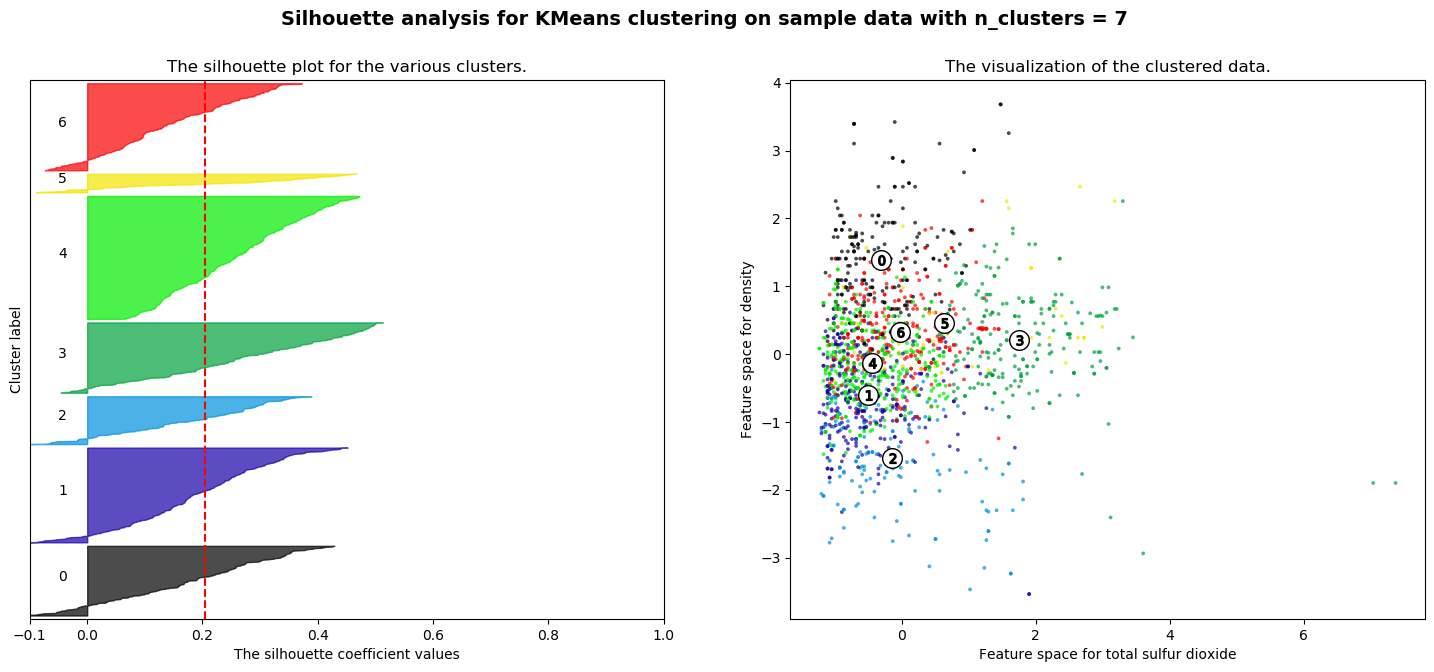 Silhouette analysis for KMeans clustering on sample data with n_clusters = 7
The silhouette plot for the various clusters.
6
5
4
3
2
1
0
Cluster label
−0.1 0.0 0.2 0.4 0.6 0.8 1.0
The silhouette coefficient values
The visualization of the clustered data.
4
3
2
1
0
−1
−2
−3
Feature space for density
0
5
6
3
4
1
2
0 2 4 6
Feature space for total sulfur dioxide